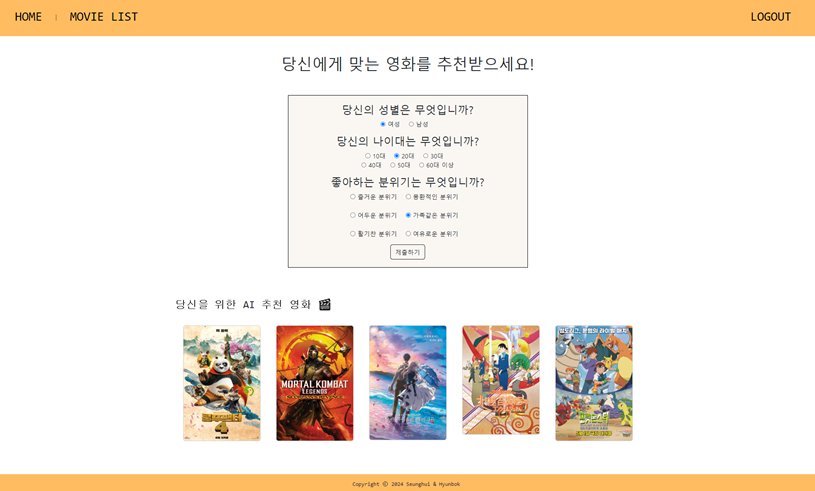 HOME | MOVIE LIST
LOGOUT
당신에게 맞는 영화를 추천받으세요!
당신의 성별은 무엇입니까?
여성 남성
당신의 나이대는 무엇입니까?
10대 20대 30대
40대 50대 60대 이상
좋아하는 분위기는 무엇입니까?
즐거운 분위기 몽환적인 분위기
어두운 분위기 가족같은 분위기
활기찬 분위기 여유로운 분위기
제출하기
당신을 위한 AI 추천 영화
4
MORTAL KOMBAT
LEGENDS
Copyright © 2024 Seunghui & Hyunbok